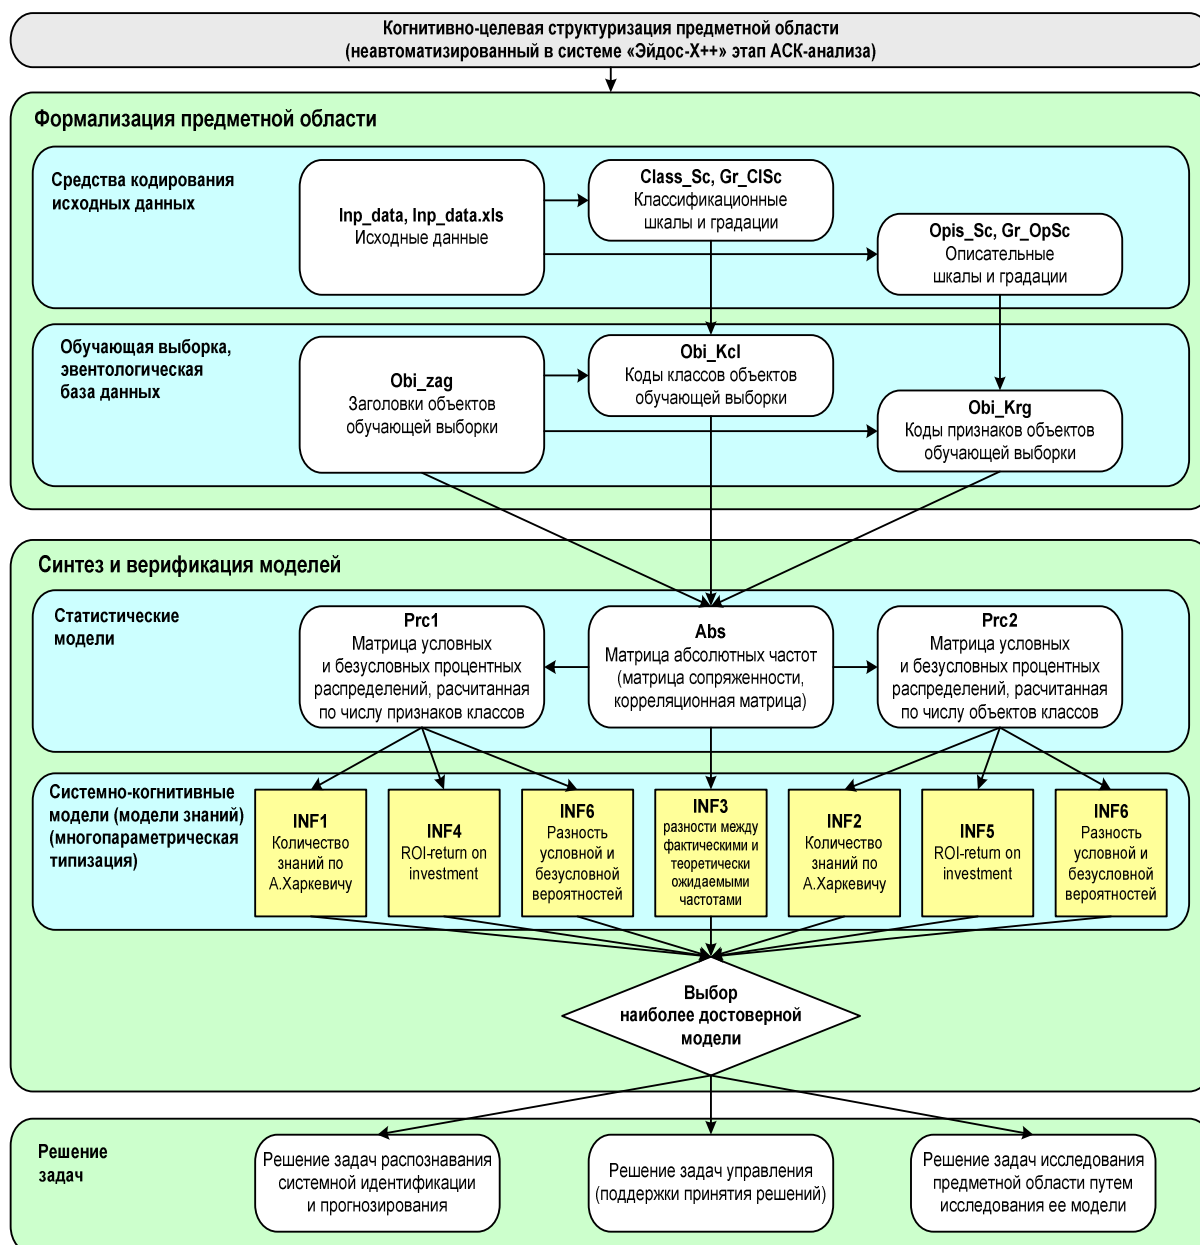 Когнитивно-целевая структуризация предметной области
(неавтоматизированный в системе «Эйдос-Х++» этап АСК-анализа)
Формализация предметной области
Средства кодирования
исходных данных
Inp_data, Inp_data.xls
Исходные данные
Class_Sc, Gr_ClSc
Классификационные
шкалы и градации
Opis_Sc, Gr_OpSc
Описательные
шкалы и градации
Обучающая выборка,
эвентологическая
база данных
Obi_zag
Заголовки объектов
обучающей выборки
Obi_Kcl
Коды классов объектов
обучающей выборки
Obi_Krg
Коды признаков объектов
обучающей выборки
Синтез и верификация моделей
Статистические
модели
Prc1
Матрица условных
и безусловных процентных
распределений, расчитанная
по числу признаков классов
Abs
Матрица абсолютных частот
(матрица сопряженности,
корреляционная матрица)
Prc2
Матрица условных
и безусловных процентных
распределений, расчитанная
по числу объектов классов
Системно-когнитивные
модели (модели знаний)
(многопараметрическая
типизация)
INF1
Количество
знаний по
А.Харкевичу
INF4
ROI-return on
investment
INF6
Разность
условной и
безусловной
вероятностей
INF3
разности между
фактическими и
теоретически
ожидаемыми
частотами
INF2
Количество
знаний по
А.Харкевичу
INF5
ROI-return on
investment
INF6
Разность
условной и
безусловной
вероятностей
Выбор
наиболее достоверной
модели
Решение
задач
Решение задач распознавания
системной идентификации
и прогнозирования
Решение задач управления
(поддержки принятия решений)
Решение задач исследования
предметной области путем
исследования ее модели